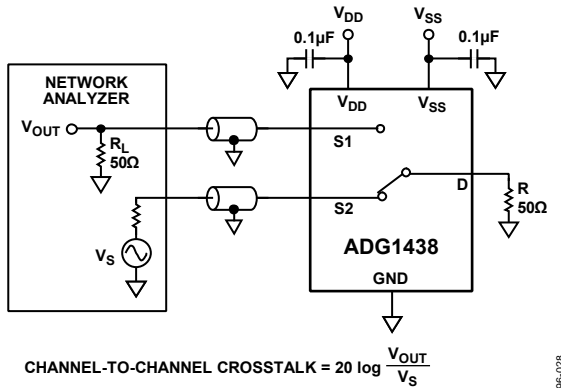 V_DD
V_SS
0.1µF
0.1µF
NETWORK
ANALYZER
V_DD
V_SS
V_OUT
R_L
50Ω
S1
S2
D
R
50Ω
V_S
ADG1438
GND
CHANNEL-TO-CHANNEL CROSSTALK = 20 log V_OUT
V_S